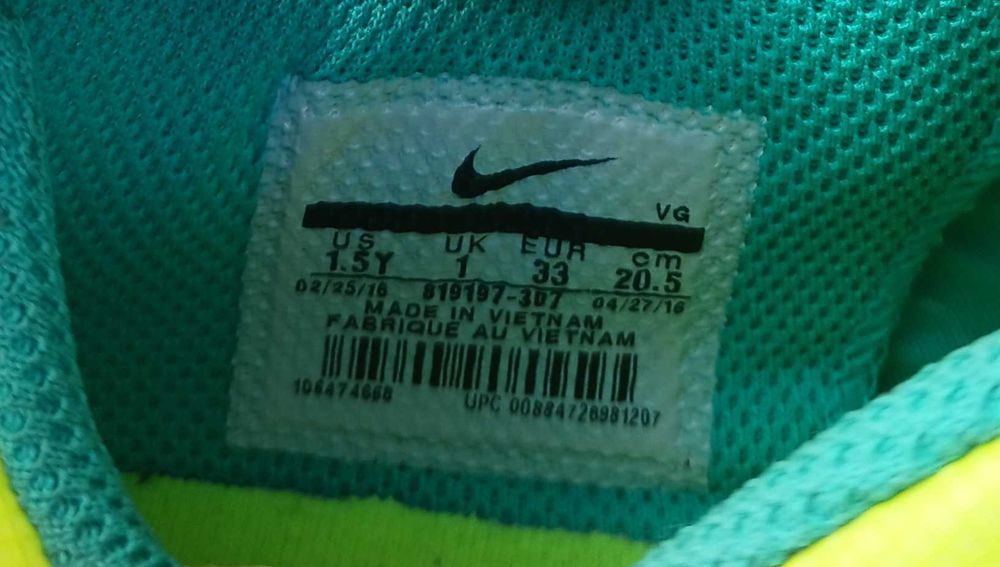 VG
US UK EUR cm
1.5Y 1 33 20.5
02/25/16 819197-307 04/27/16
MADE IN VIETNAM
FABRIQUE AU VIETNAM
106474668
UPC 00884726981207